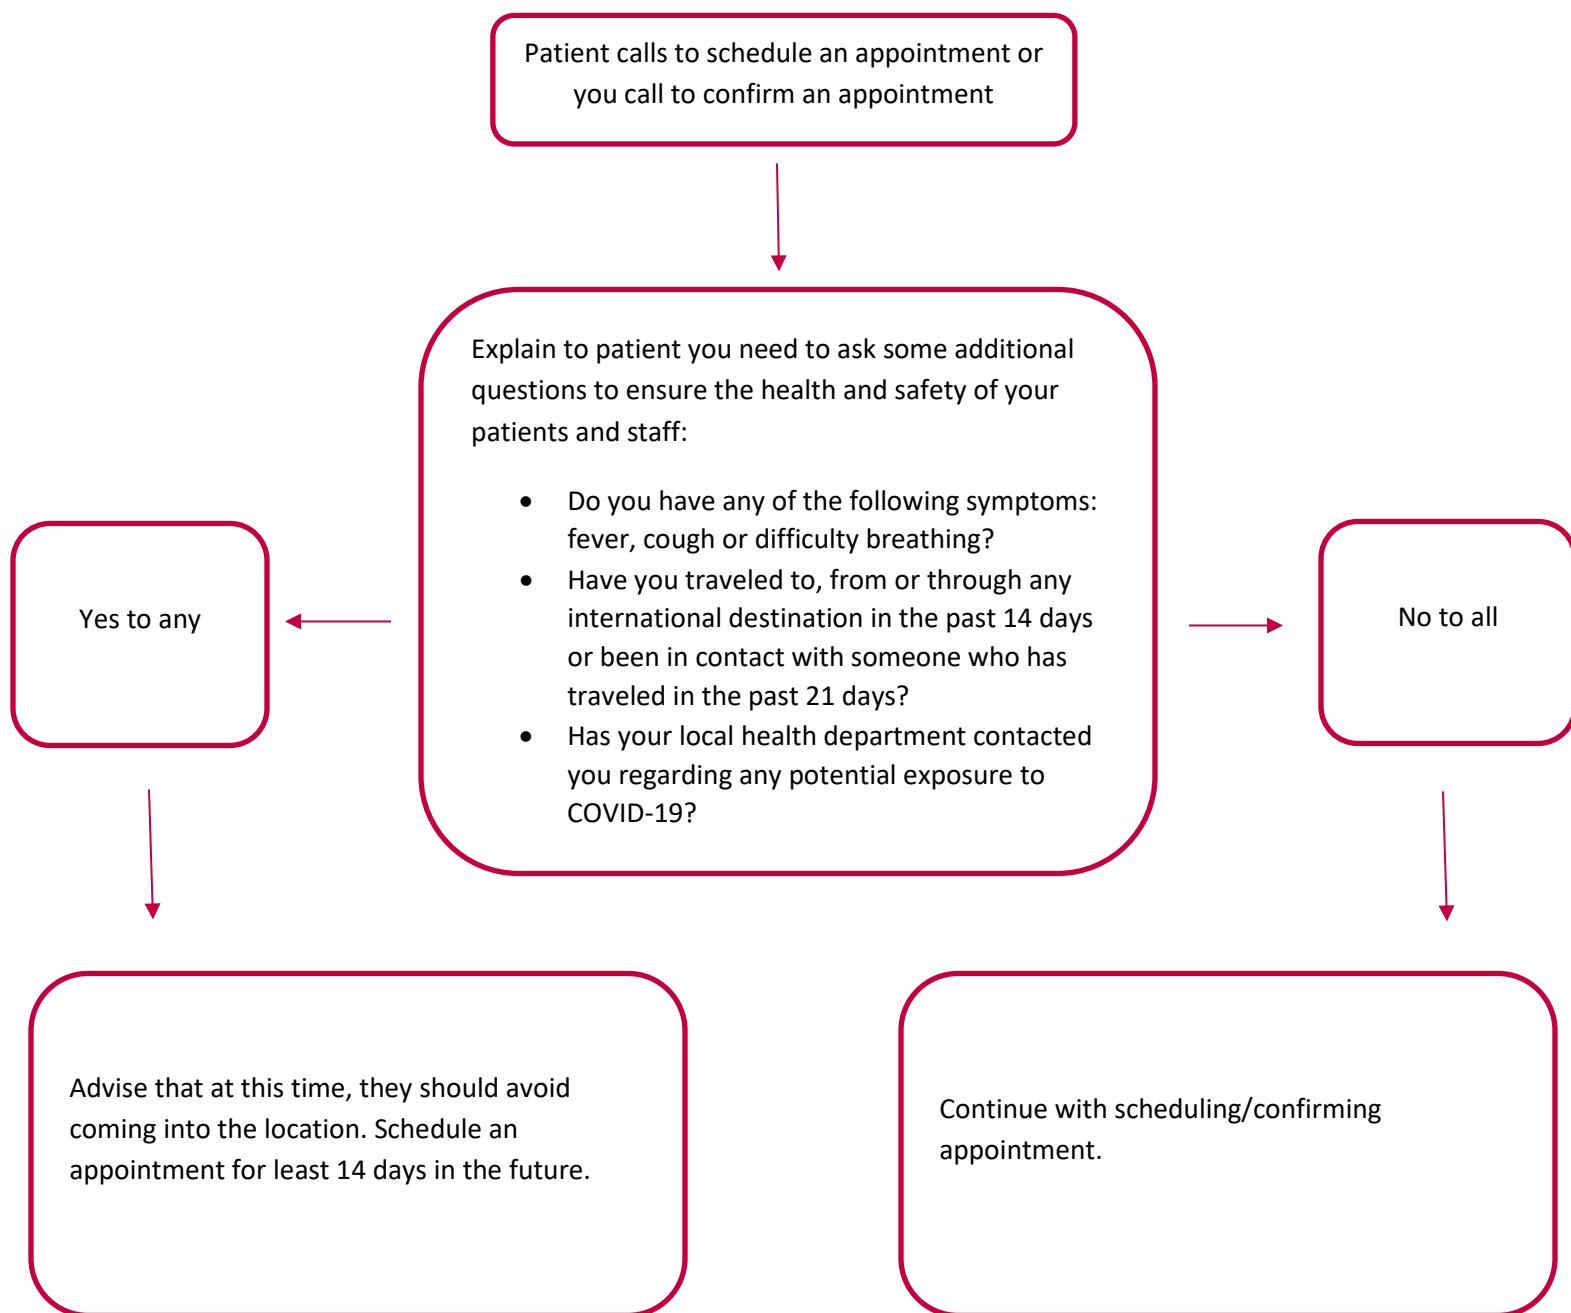 Patient calls to schedule an appointment or
you call to confirm an appointment
Explain to patient you need to ask some additional
questions to ensure the health and safety of your
patients and staff:
• Do you have any of the following symptoms:
fever, cough or difficulty breathing?
• Have you traveled to, from or through any
international destination in the past 14 days
or been in contact with someone who has
traveled in the past 21 days?
• Has your local health department contacted
you regarding any potential exposure to
COVID-19?
Yes to any
No to all
Advise that at this time, they should avoid
coming into the location. Schedule an
appointment for least 14 days in the future.
Continue with scheduling/confirming
appointment.